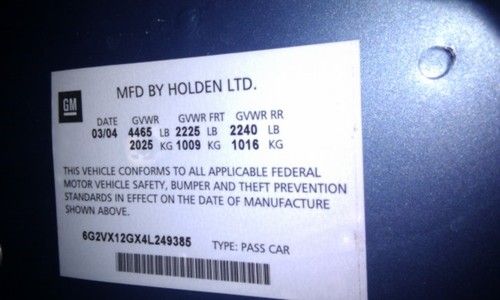 GM
MFD BY HOLDEN LTD.
DATE GVWR GVWR FRT GVWR RR
03/04 4465 LB 2225 LB 2240 LB
2025 KG 1009 KG 1016 KG
THIS VEHICLE CONFORMS TO ALL APPLICABLE FEDERAL
MOTOR VEHICLE SAFETY, BUMPER AND THEFT PREVENTION
STANDARDS IN EFFECT ON THE DATE OF MANUFACTURE
SHOWN ABOVE.
6G2VX12GX4L249385 TYPE: PASS CAR